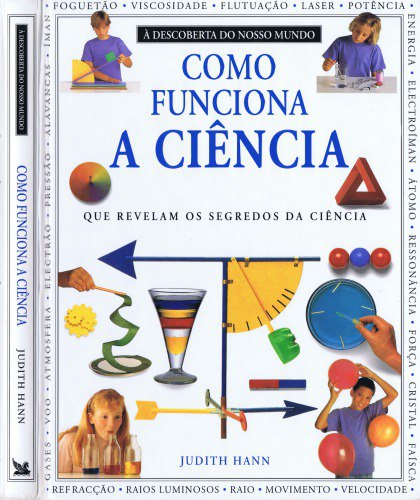 À DESCOBERTA DO NOSSO MUNDO
COMO FUNCIONA A CIÊNCIA
JUDITH HANN
FOGUETÃO • VISCOSIDADE • FLUTUAÇÃO • LASER • POTÊNCIA
ENERGIA • ELECTROÍMAN • ÁTOMO • RESSONÂNCIA • FORÇA • CRISTAL • FAÍSC
GASES • VOO • ATMOSFERA • ELECTRÃO • PRESSÃO • ALAVANCAS • ÍMAN
À DESCOBERTA DO NOSSO MUNDO
COMO
FUNCIONA
A CIÊNCIA
QUE REVELAM OS SEGREDOS DA CIÊNCIA
JUDITH HANN
REFRACÇÃO • RAIOS LUMINOSOS • RAIO • MOVIMENTO • VELOCIDADE